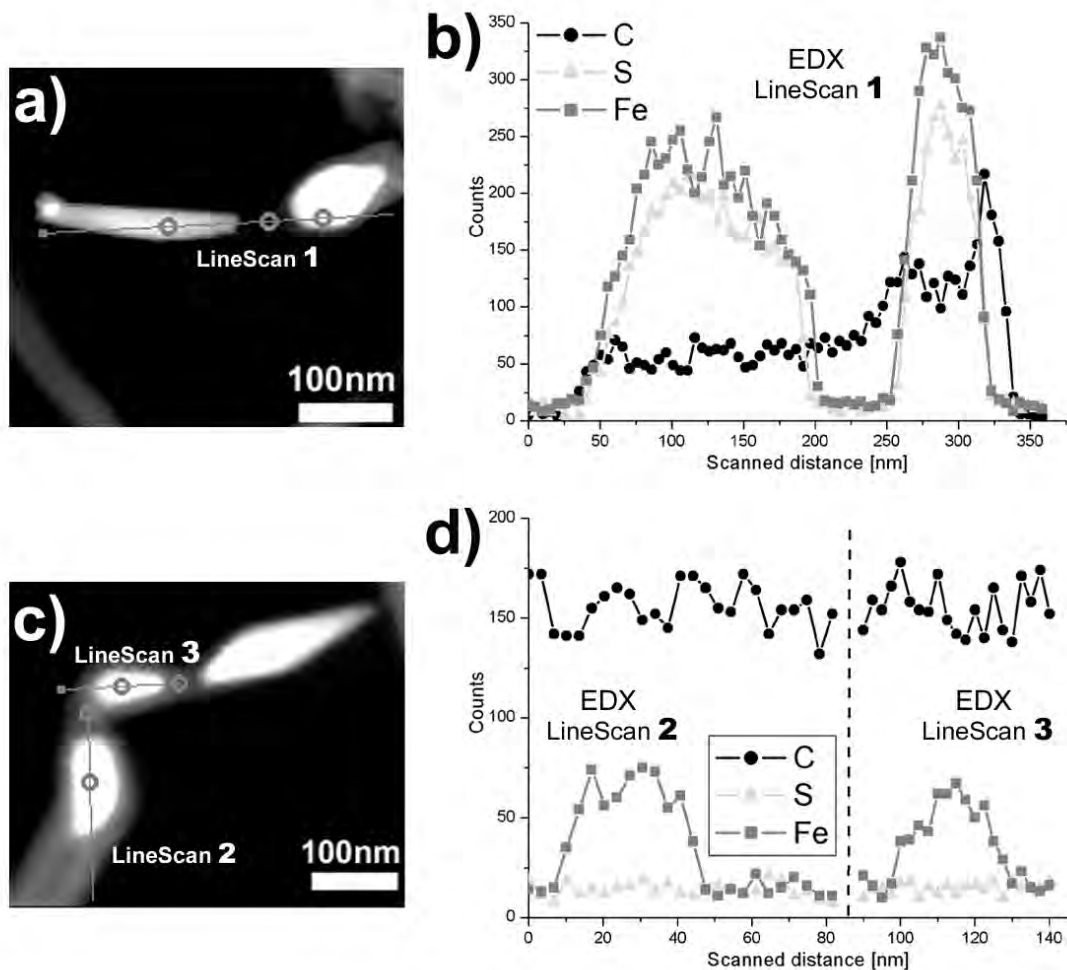 a)
LineScan 1
100nm
b)
C
S
Fe
EDX
LineScan 1
350
300
250
200
150
100
50
0
Counts
0 50 100 150 200 250 300 350
Scanned distance [nm]
c)
LineScan 3
LineScan 2
100nm
d)
200
150
100
50
0
Counts
EDX
LineScan 2
EDX
LineScan 3
C
S
Fe
0 20 40 60 80 100 120 140
Scanned distance [nm]